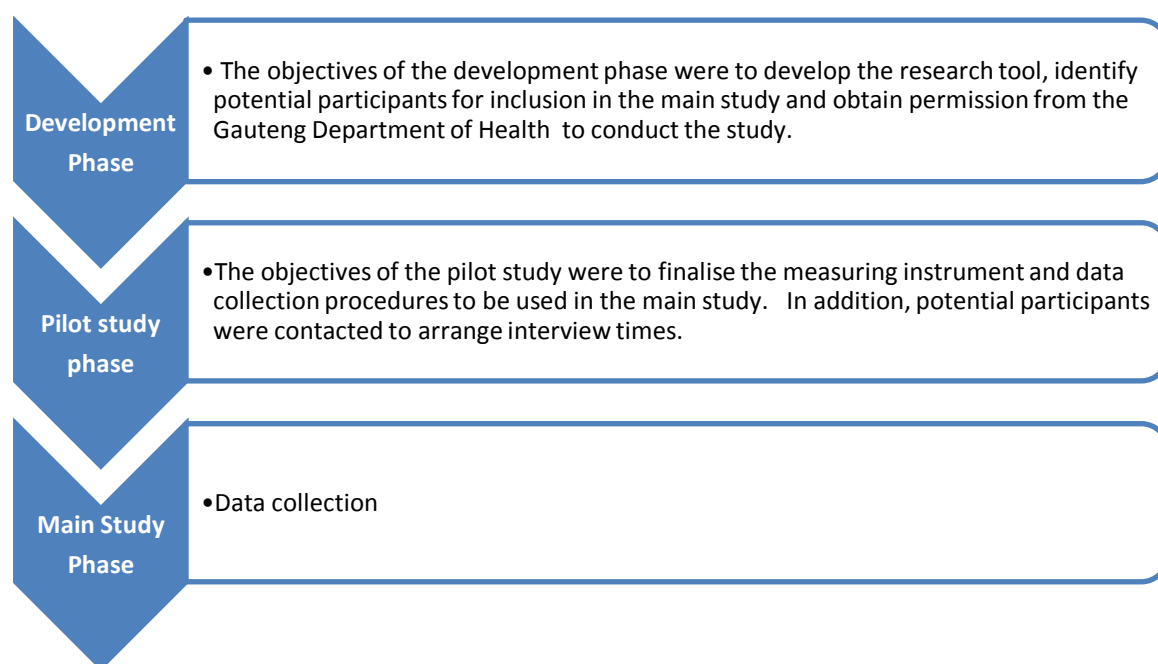 Development
Phase
• The objectives of the development phase were to develop the research tool, identify
potential participants for inclusion in the main study and obtain permission from the
Gauteng Department of Health to conduct the study.
Pilot study
phase
•The objectives of the pilot study were to finalise the measuring instrument and data
collection procedures to be used in the main study. In addition, potential participants
were contacted to arrange interview times.
Main Study
Phase
•Data collection